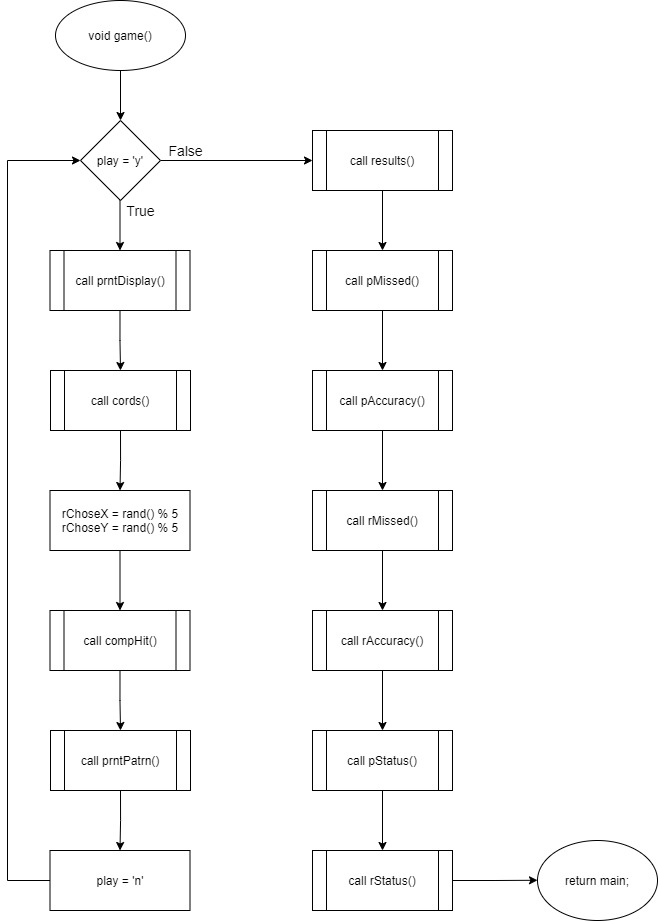 void game()
play = 'y'
False
call results()
True
call prntDisplay()
call pMissed()
call cords()
call pAccuracy()
rChoseX = rand() % 5
rChoseY = rand() % 5
call rMissed()
call compHit()
call rAccuracy()
call prntPatrn()
call pStatus()
play = 'n'
call rStatus()
return main;